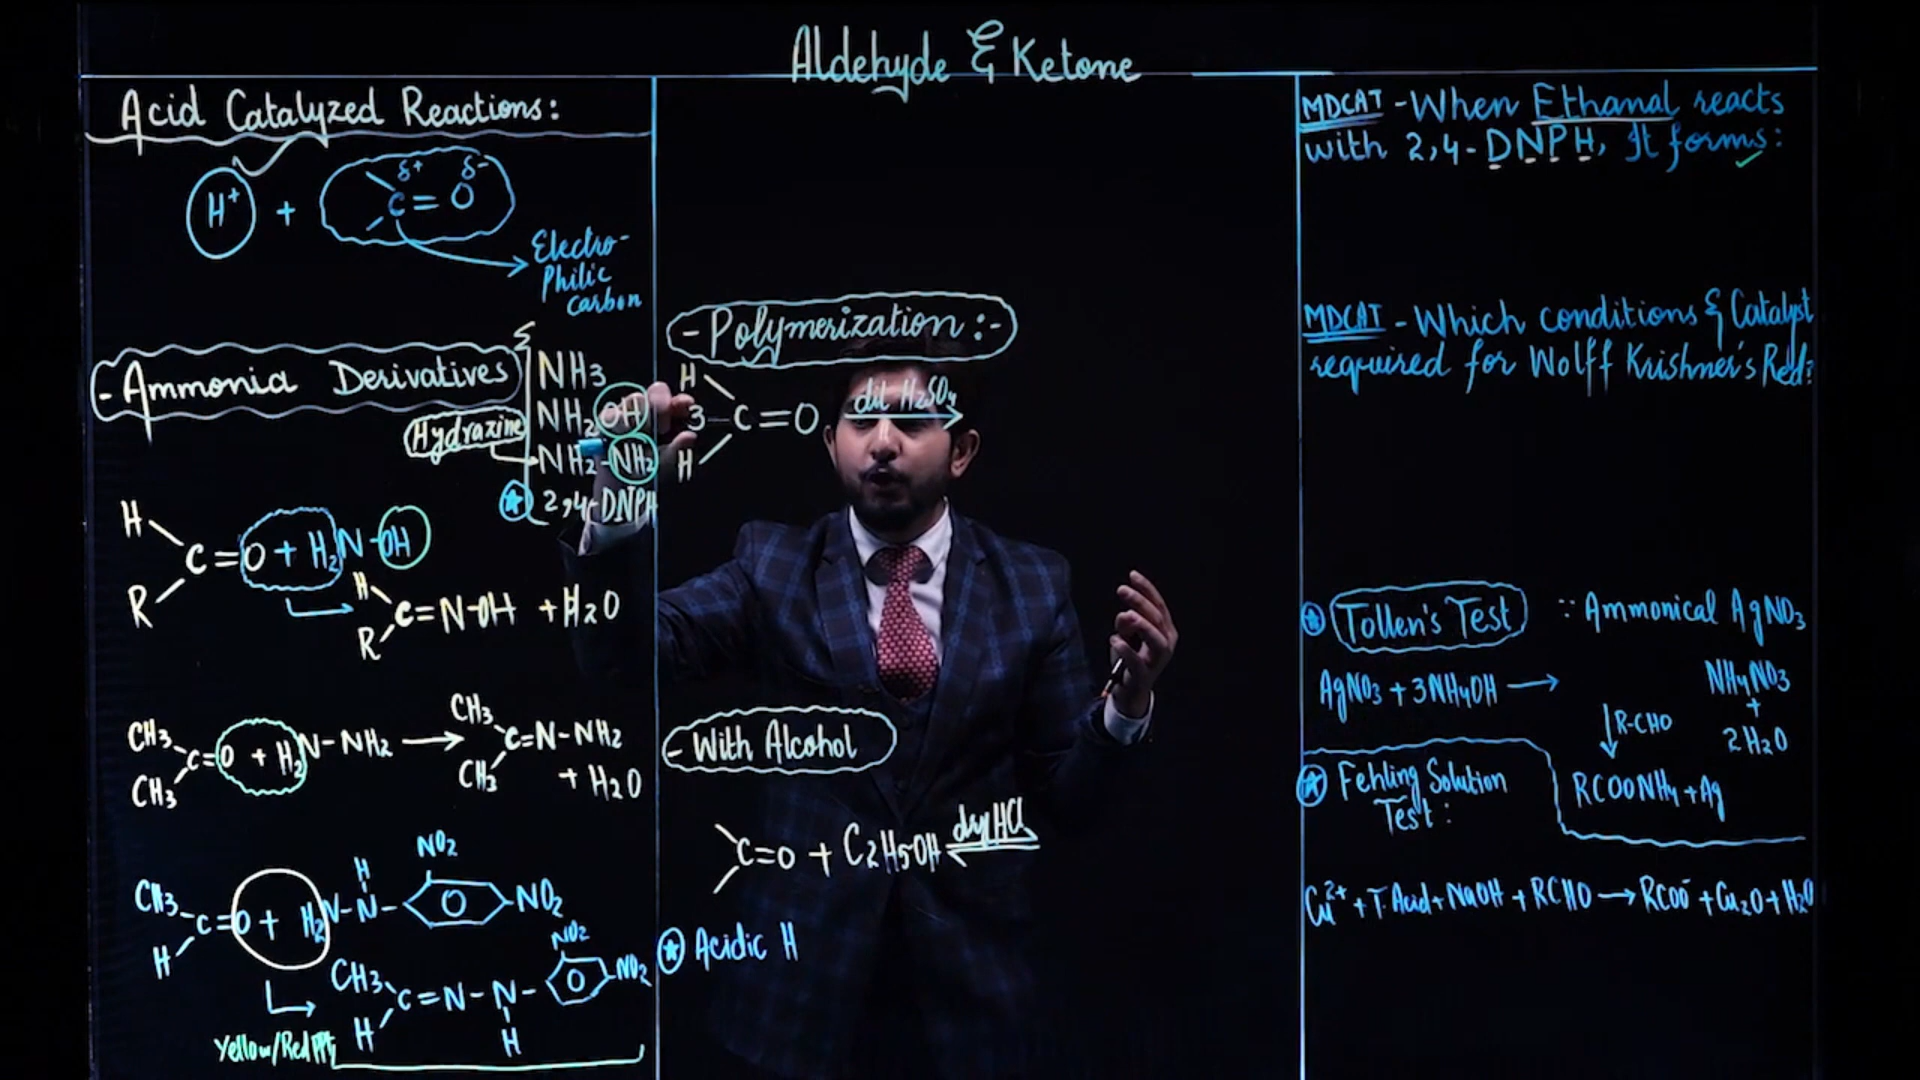 Aldehyde & Ketone
Acid Catalyzed Reactions:
H⁺ + C = O
δ+ δ-
Electro-
Philic
carbon
-Ammonia Derivatives
NH3
NH2OH
Hydrazine
NH2-NH2
2,4-DNPH
H
C=O + H2N-OH
R
H
C=N-OH + H2O
R
CH3
C=O + H2N-NH2 → C=N-NH2
CH3
CH3
CH3
+ H2O
NO2
H
CH3
C=O + H2N-N- O -NO2
H
NO2
CH3
C=N-N- O -NO2
H
H
Yellow/Red PPt
-Polymerization:-
H
3 C=O
dil H2SO4
H
-With Alcohol
C=O + C2H5OH
dry HCl
Acidic H
MDCAT -When Ethanal reacts
with 2,4-DNPH, It forms:
MDCAT -Which conditions & Catalyst
required for Wolff Krishner's Red?
Tollen's Test ∵ Ammonical AgNO3
AgNO3 + 3NH4OH →
NH4NO3
+
2H2O
↓R-CHO
RCOONH4 + Ag
Fehling Solution
Test:
Cu²⁺ + T.Acid + NaOH + RCHO → RCOO⁻ + Cu2O + H2O